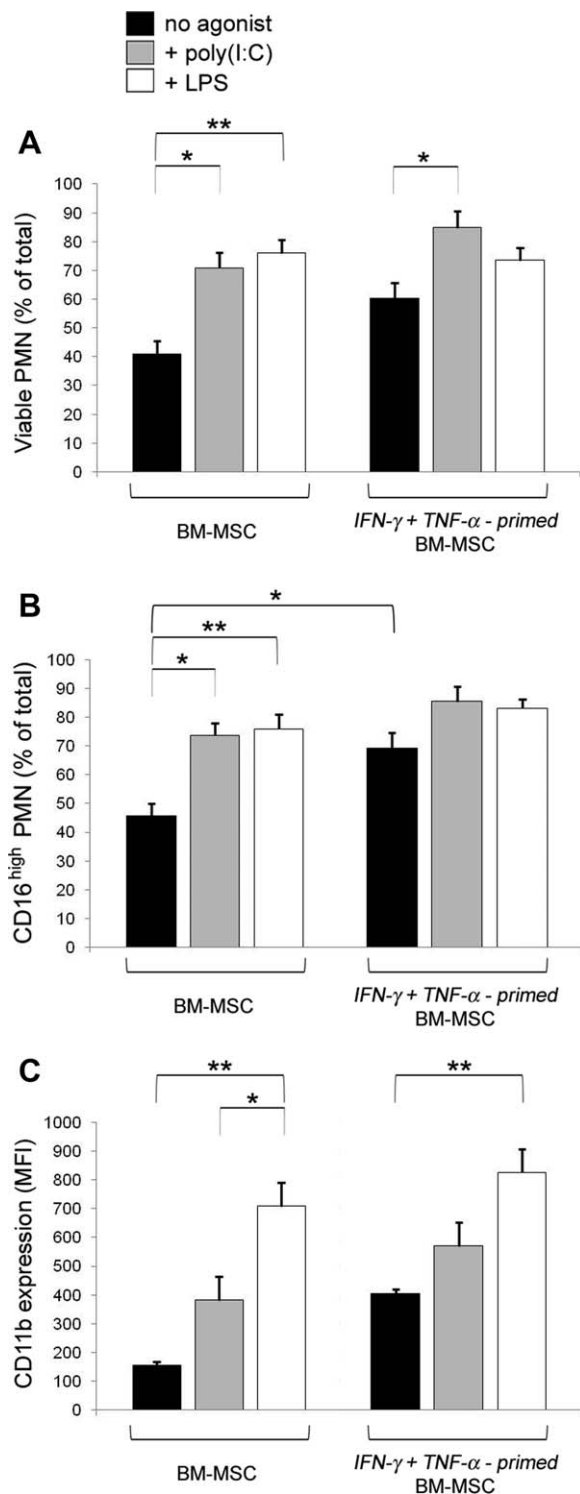 no agonist
+ poly(I:C)
+ LPS
A
**
*
*
Viable PMN (% of total)
100
90
80
70
60
50
40
30
20
10
0
BM-MSC
IFN-γ + TNF-α - primed
BM-MSC
B
*
**
*
CD16high PMN (% of total)
100
90
80
70
60
50
40
30
20
10
0
BM-MSC
IFN-γ + TNF-α - primed
BM-MSC
C
**
**
*
CD11b expression (MFI)
1000
900
800
700
600
500
400
300
200
100
0
BM-MSC
IFN-γ + TNF-α - primed
BM-MSC